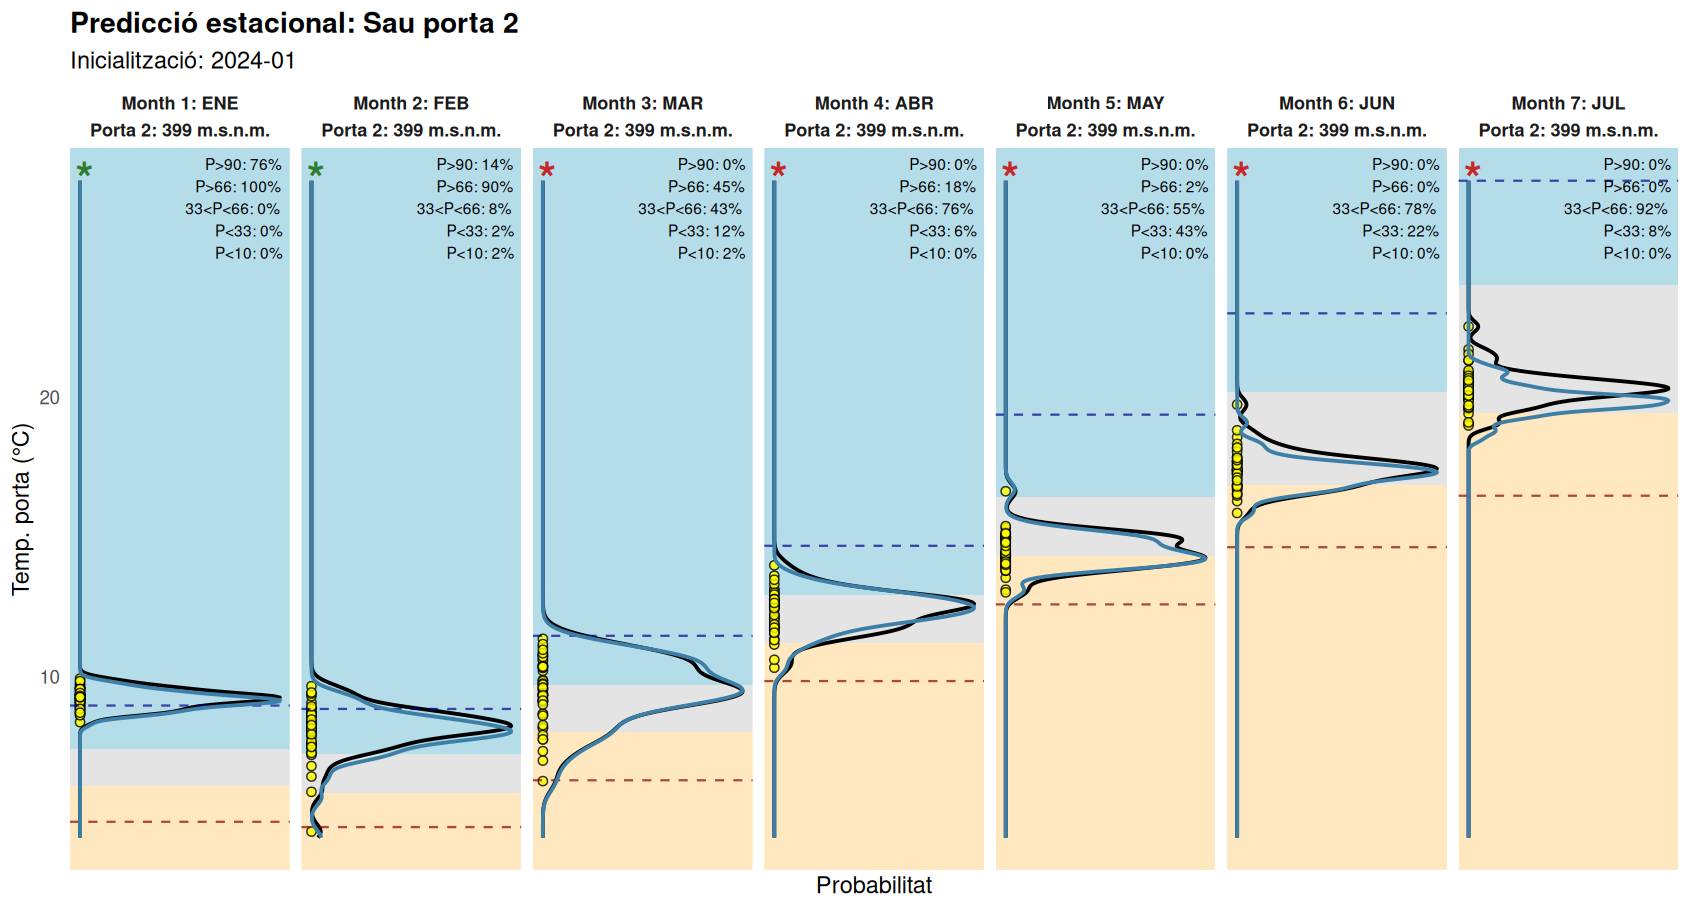 Predicció estacional: Sau porta 2
Inicialització: 2024-01
Month 1: ENE
Porta 2: 399 m.s.n.m.
Month 2: FEB
Porta 2: 399 m.s.n.m.
Month 3: MAR
Porta 2: 399 m.s.n.m.
Month 4: ABR
Porta 2: 399 m.s.n.m.
Month 5: MAY
Porta 2: 399 m.s.n.m.
Month 6: JUN
Porta 2: 399 m.s.n.m.
Month 7: JUL
Porta 2: 399 m.s.n.m.
*
P>90: 76%
P>66: 100%
33<P<66: 0%
P<33: 0%
P<10: 0%
*
P>90: 14%
P>66: 90%
33<P<66: 8%
P<33: 2%
P<10: 2%
*
P>90: 0%
P>66: 45%
33<P<66: 43%
P<33: 12%
P<10: 2%
*
P>90: 0%
P>66: 18%
33<P<66: 76%
P<33: 6%
P<10: 0%
*
P>90: 0%
P>66: 2%
33<P<66: 55%
P<33: 43%
P<10: 0%
*
P>90: 0%
P>66: 0%
33<P<66: 78%
P<33: 22%
P<10: 0%
*
P>90: 0%
P>66: 0%
33<P<66: 92%
P<33: 8%
P<10: 0%
20
10
Temp. porta (°C)
Probabilitat